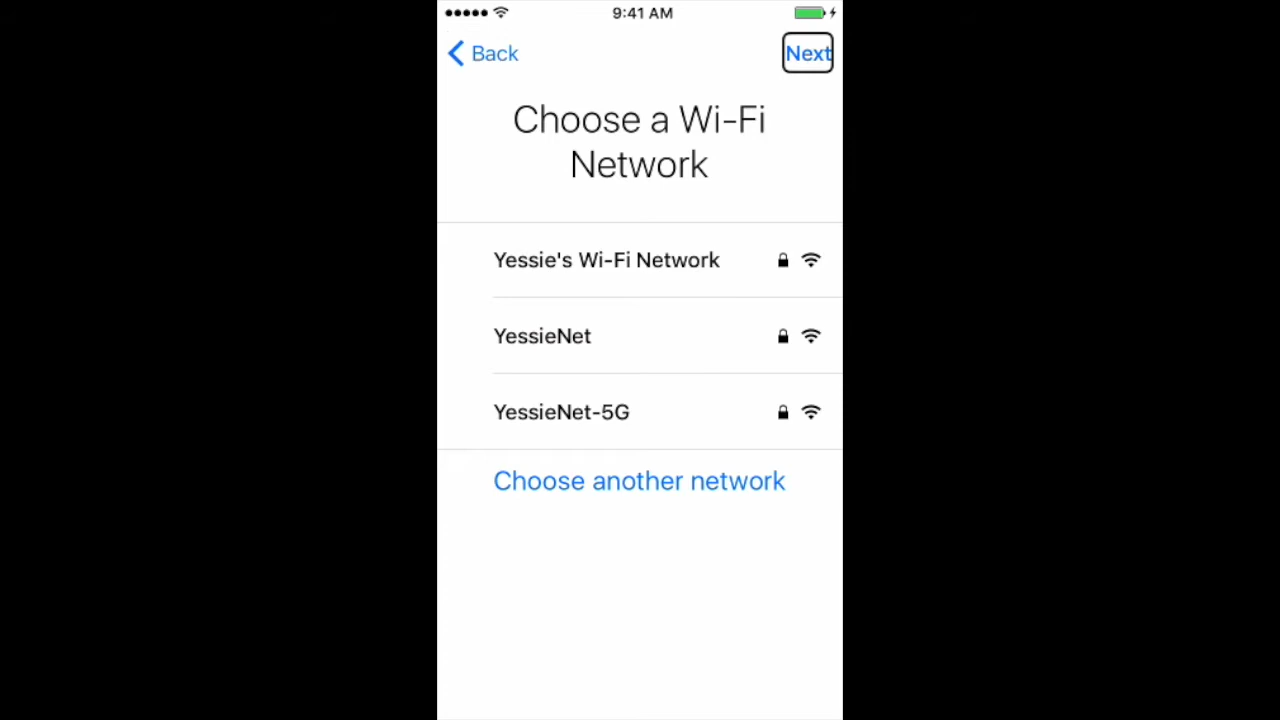 9:41 AM
Back
Next
Choose a Wi-Fi
Network
Yessie's Wi-Fi Network
YessieNet
YessieNet-5G
Choose another network